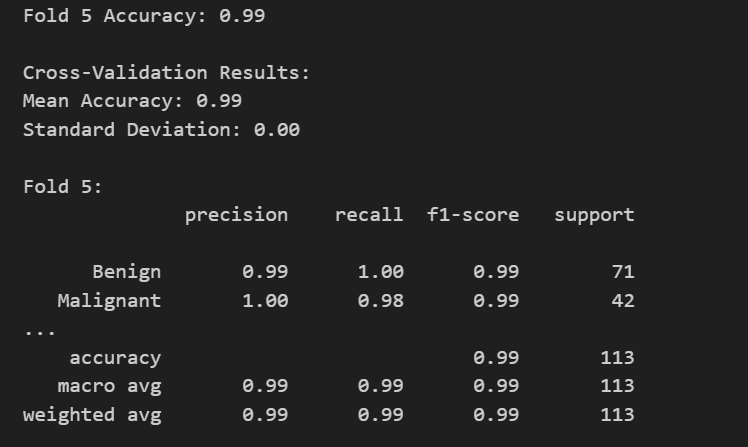 Fold 5 Accuracy: 0.99
Cross-Validation Results:
Mean Accuracy: 0.99
Standard Deviation: 0.00
Fold 5:
precision recall f1-score support
Benign 0.99 1.00 0.99 71
Malignant 1.00 0.98 0.99 42
...
accuracy 0.99 113
macro avg 0.99 0.99 0.99 113
weighted avg 0.99 0.99 0.99 113